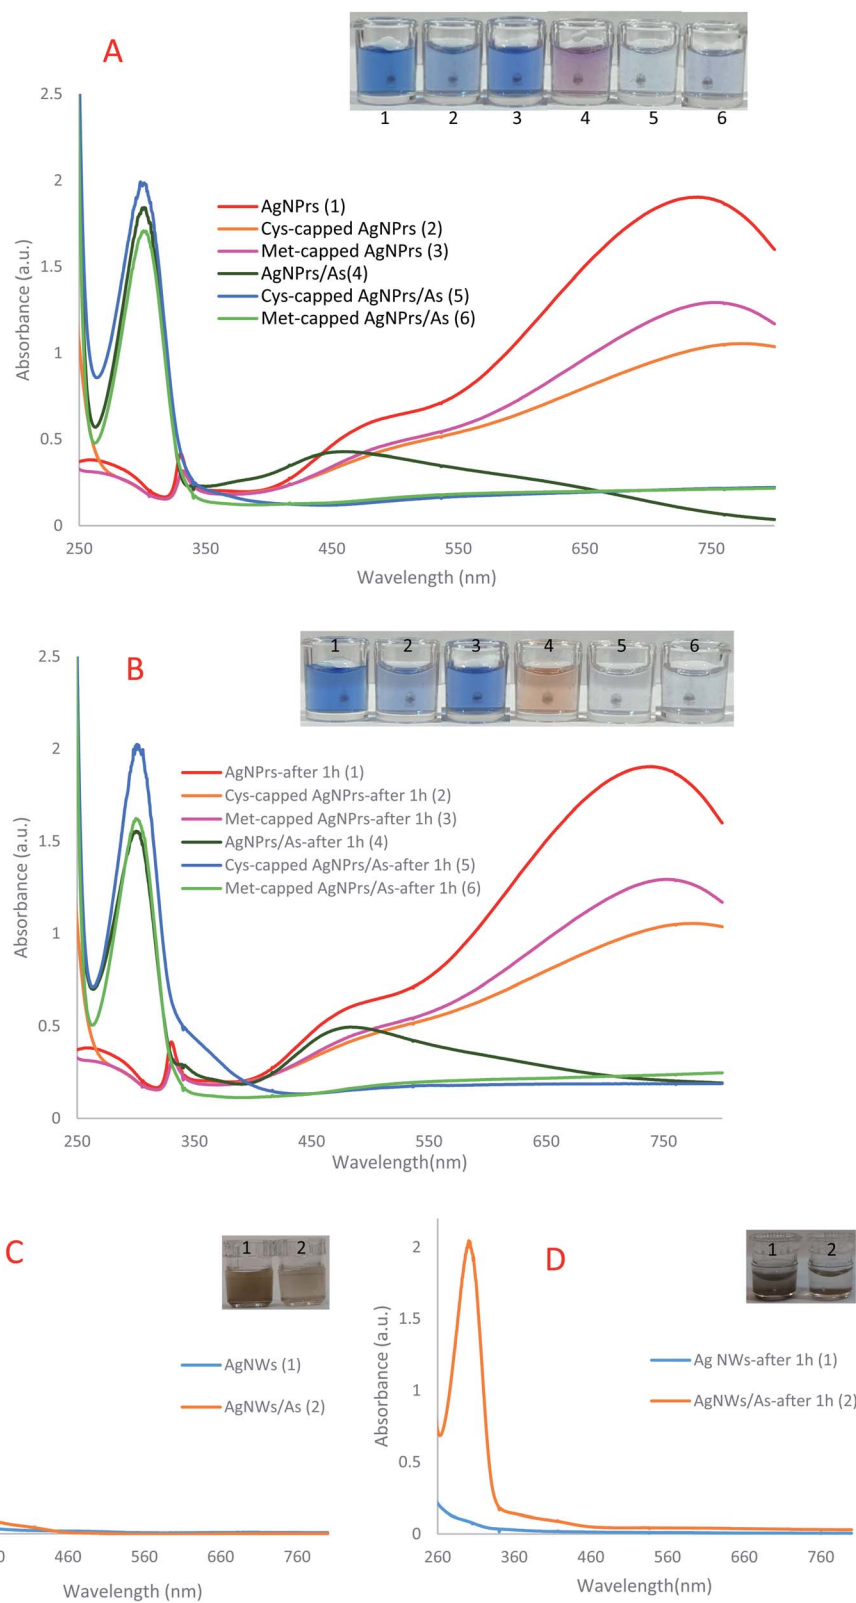 A
1 2 3 4 5 6
2.5
2
1.5
1
0.5
0
Absorbance (a.u.)
AgNPrs (1)
Cys-capped AgNPrs (2)
Met-capped AgNPrs (3)
AgNPrs/As(4)
Cys-capped AgNPrs/As (5)
Met-capped AgNPrs/As (6)
250 350 450 550 650 750
Wavelength (nm)
B
1 2 3 4 5 6
2.5
2
1.5
1
0.5
0
Absorbance (a.u.)
AgNPrs-after 1h (1)
Cys-capped AgNPrs-after 1h (2)
Met-capped AgNPrs-after 1h (3)
AgNPrs/As-after 1h (4)
Cys-capped AgNPrs/As-after 1h (5)
Met-capped AgNPrs/As-after 1h (6)
250 350 450 550 650 750
Wavelength(nm)
C
1 2
AgNWs (1)
AgNWs/As (2)
460 560 660 760
Wavelength (nm)
D
1 2
2
1.5
1
0.5
0
Absorbance (a.u.)
Ag NWs-after 1h (1)
AgNWs/As-after 1h (2)
260 360 460 560 660 760
Wavelength(nm)